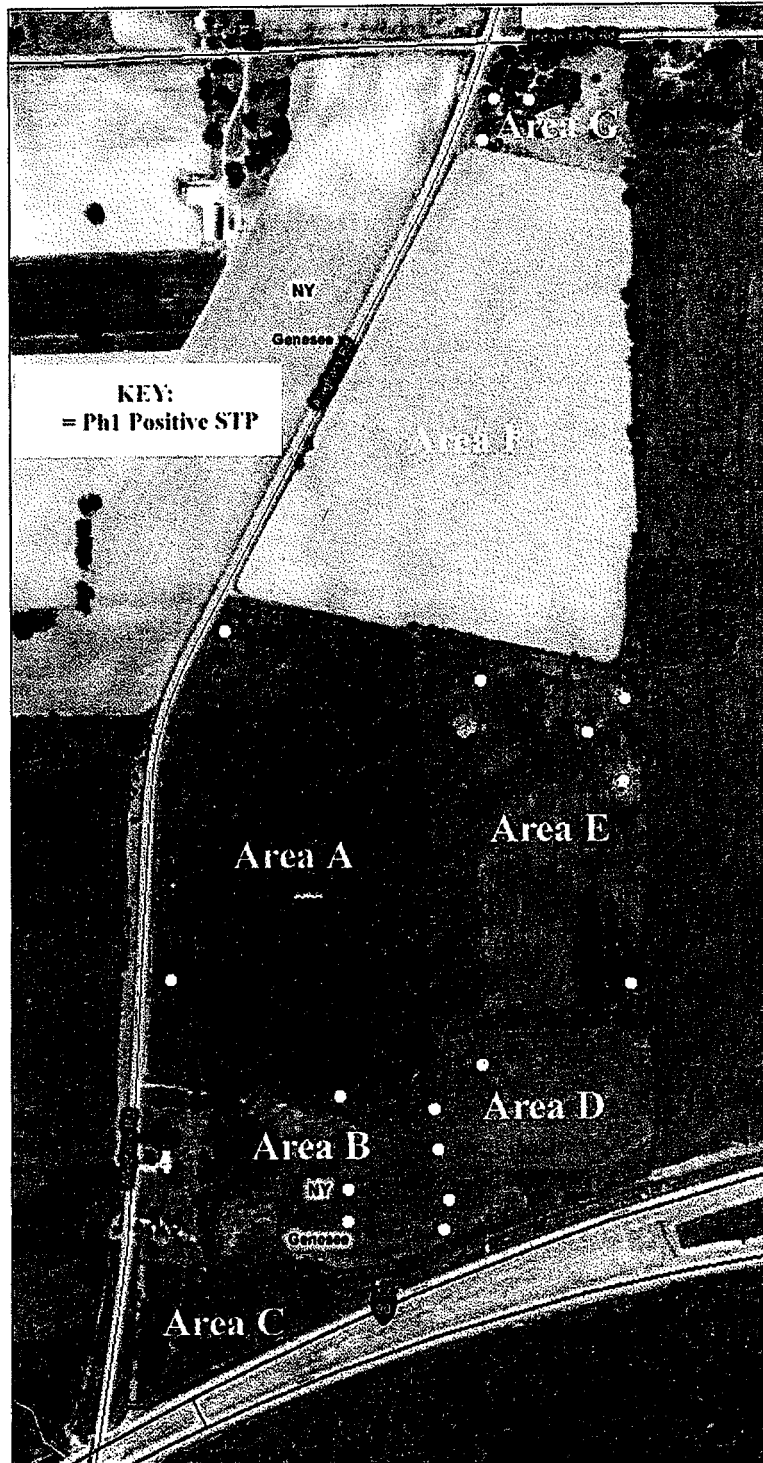 Area G
NY
Genesee
KEY:
= Ph1 Positive STP
Area F
Area A
Area E
Area D
Area B
NY
Genesee
Area C